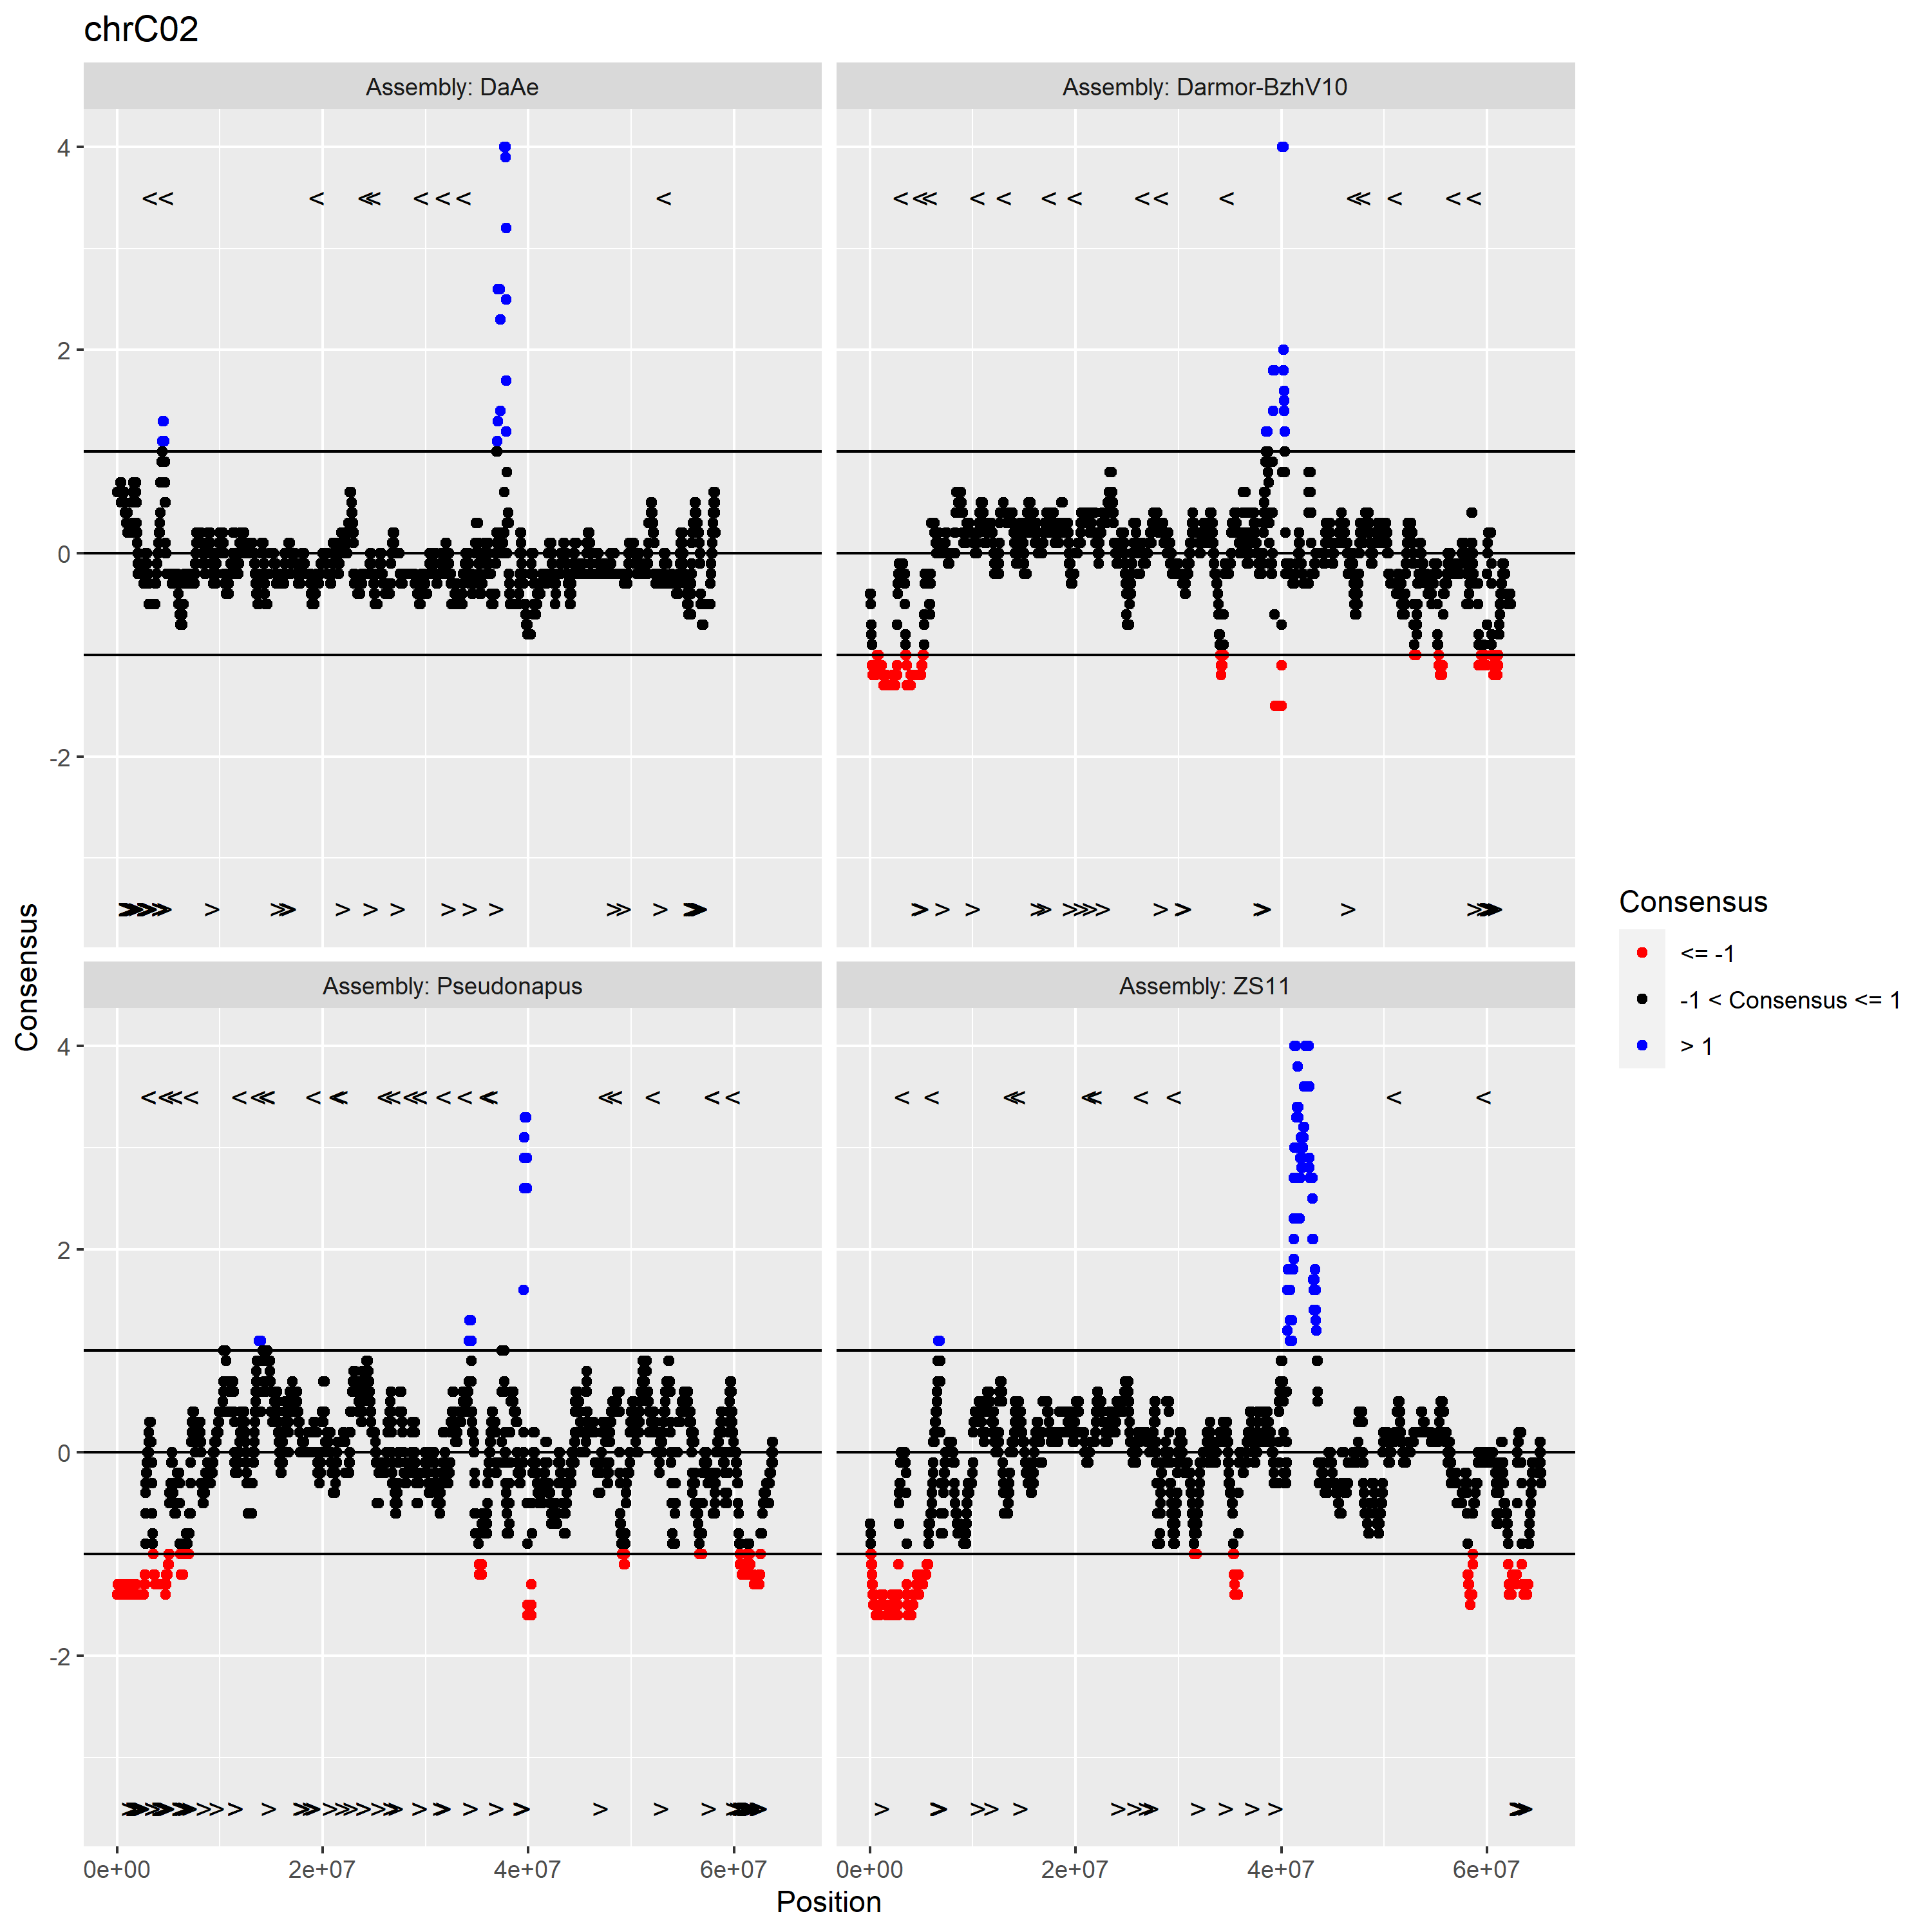 chrC02
Assembly: DaAe
Assembly: Darmor-BzhV10
4
2
0
-2
Assembly: Pseudonapus
Assembly: ZS11
4
2
0
-2
0e+00 2e+07 4e+07 6e+07
0e+00 2e+07 4e+07 6e+07
Position
Consensus
Consensus
<= -1
-1 < Consensus <= 1
> 1